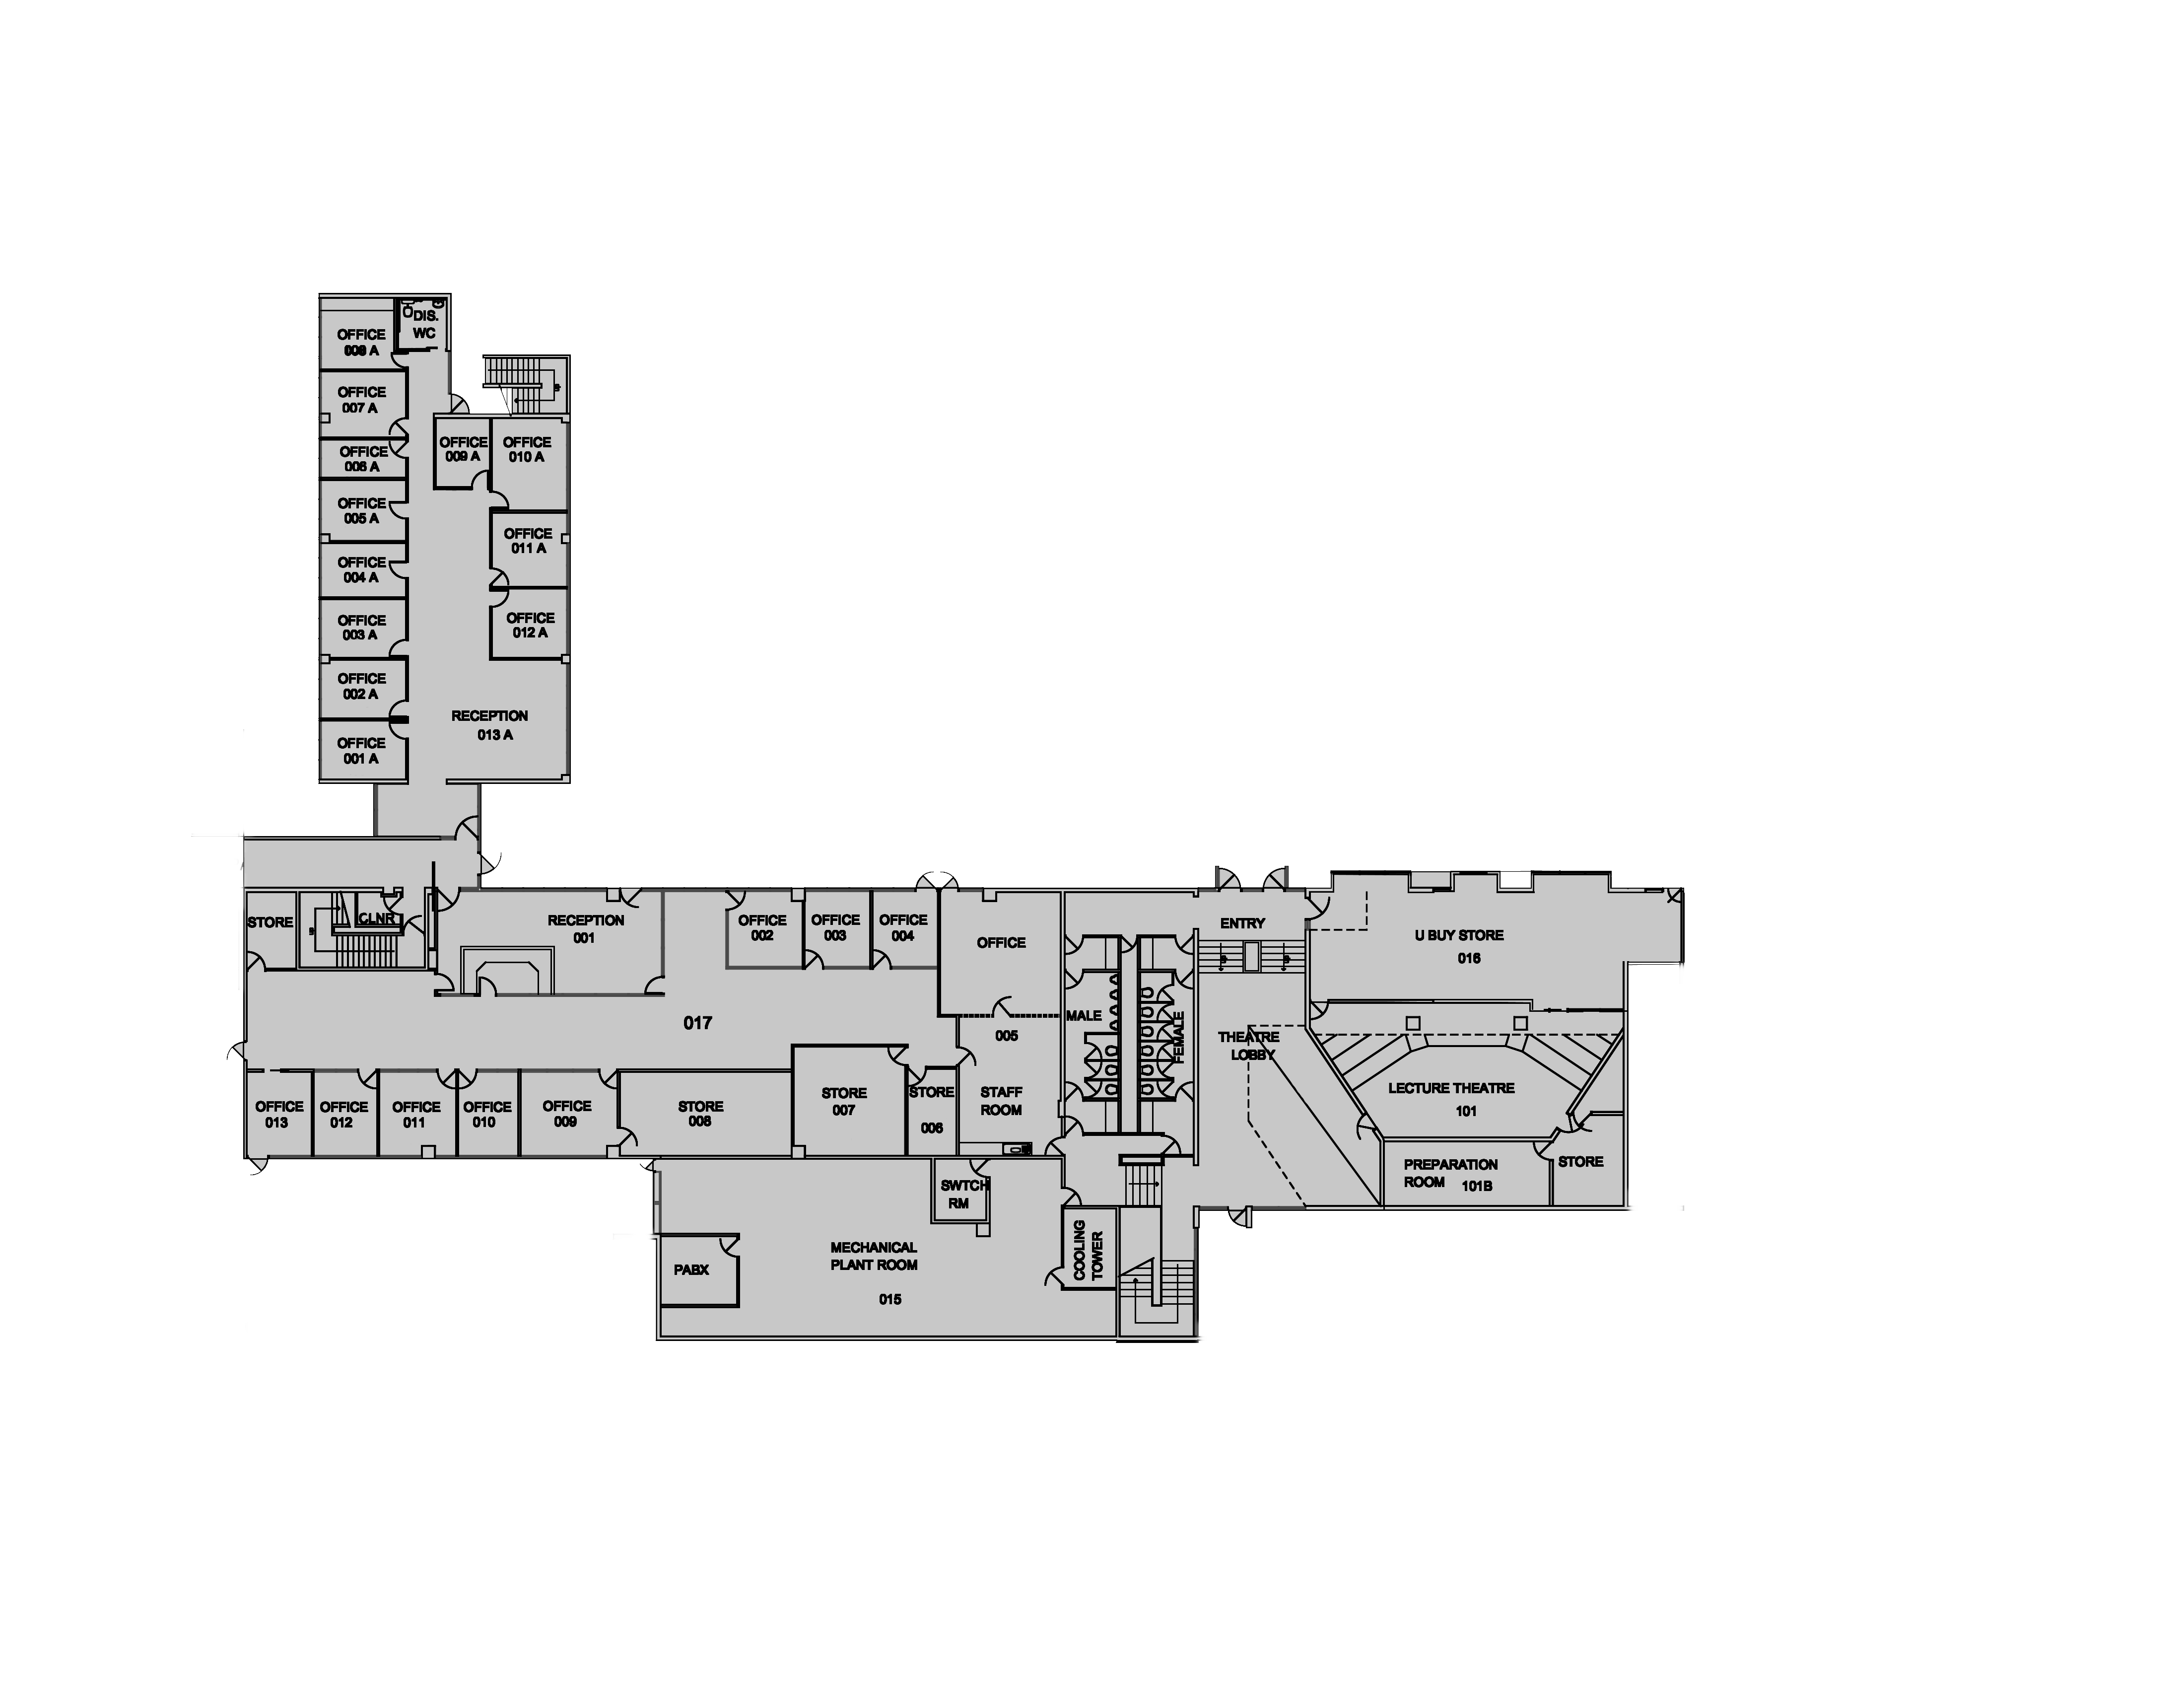 DIS.
WC
OFFICE
008 A
OFFICE
007 A
OFFICE
006 A
OFFICE
005 A
OFFICE
004 A
OFFICE
003 A
OFFICE
002 A
OFFICE
001 A
OFFICE
009 A
OFFICE
010 A
OFFICE
011 A
OFFICE
012 A
RECEPTION
013 A
STORE
CLNR
RECEPTION
001
OFFICE
002
OFFICE
003
OFFICE
004
OFFICE
017
005
STAFF
ROOM
OFFICE
013
OFFICE
012
OFFICE
011
OFFICE
010
OFFICE
009
STORE
008
STORE
007
STORE
006
MALE
FEMALE
ENTRY
THEATRE
LOBBY
U BUY STORE
016
LECTURE THEATRE
101
PREPARATION
ROOM 101B
STORE
SWTCH
RM
PABX
MECHANICAL
PLANT ROOM
015
COOLING
TOWER